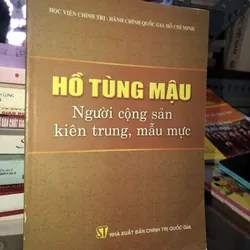 HỌC VIỆN CHÍNH TRỊ - HÀNH CHÍNH QUỐC GIA HỒ CHÍ MINH
HỒ TÙNG MẬU
Người cộng sản
kiên trung, mẫu mực
ST NHÀ XUẤT BẢN CHÍNH TRỊ QUỐC GIA